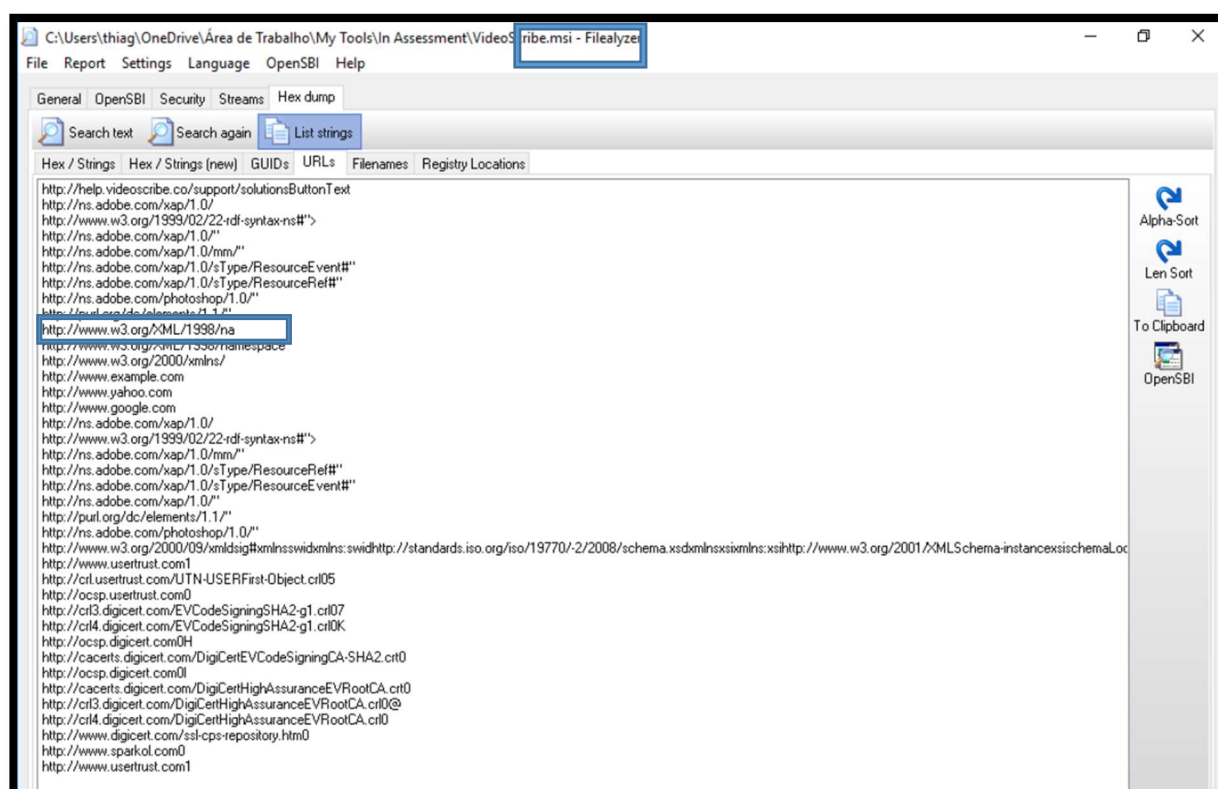 C:\Users\thiag\OneDrive\Área de Trabalho\My Tools\In Assessment\VideoScribe.msi - Filealyzer
File Report Settings Language OpenSBI Help
General OpenSBI Security Streams Hex dump
Search text Search again List strings
Hex / Strings Hex / Strings (new) GUIDs URLs Filenames Registry Locations
http://help.videoscribe.co/support/solutionsButtonText
http://ns.adobe.com/xap/1.0/
http://www.w3.org/1999/02/22-rdf-syntax-ns#">
http://ns.adobe.com/xap/1.0/"
http://ns.adobe.com/xap/1.0/mm/"
http://ns.adobe.com/xap/1.0/sType/ResourceEvent#"
http://ns.adobe.com/xap/1.0/sType/ResourceRef#"
http://ns.adobe.com/photoshop/1.0/"
http://purl.org/dc/elements/1.1/"
http://www.w3.org/XML/1998/na
http://www.w3.org/XML/1998/namespace
http://www.w3.org/2000/xmlns/
http://www.example.com
http://www.yahoo.com
http://www.google.com
http://ns.adobe.com/xap/1.0/
http://www.w3.org/1999/02/22-rdf-syntax-ns#">
http://ns.adobe.com/xap/1.0/mm/"
http://ns.adobe.com/xap/1.0/sType/ResourceRef#"
http://ns.adobe.com/xap/1.0/sType/ResourceEvent#"
http://ns.adobe.com/xap/1.0/"
http://purl.org/dc/elements/1.1/"
http://ns.adobe.com/photoshop/1.0/"
http://www.w3.org/2000/09/xmldsig#xmlnsswidxmlns:swidhttp://standards.iso.org/iso/19770/-2/2008/schema.xsdxmlnsxsixmlns:xsihttp://www.w3.org/2001/XMLSchema-instancexsischemaLoc
http://www.usertrust.com1
http://crl.usertrust.com/UTN-USERFirst-Object.crl05
http://ocsp.usertrust.com0
http://crl3.digicert.com/EVCodeSigningSHA2-g1.crl07
http://crl4.digicert.com/EVCodeSigningSHA2-g1.crl0K
http://ocsp.digicert.com0H
http://cacerts.digicert.com/DigiCertEVCodeSigningCA-SHA2.crt0
http://ocsp.digicert.com0I
http://cacerts.digicert.com/DigiCertHighAssuranceEVRootCA.crt0
http://crl3.digicert.com/DigiCertHighAssuranceEVRootCA.crl0@
http://crl4.digicert.com/DigiCertHighAssuranceEVRootCA.crl0
http://www.digicert.com/ssl-cps-repository.htm0
http://www.sparkol.com0
http://www.usertrust.com1
Alpha-Sort
Len Sort
To Clipboard
OpenSBI